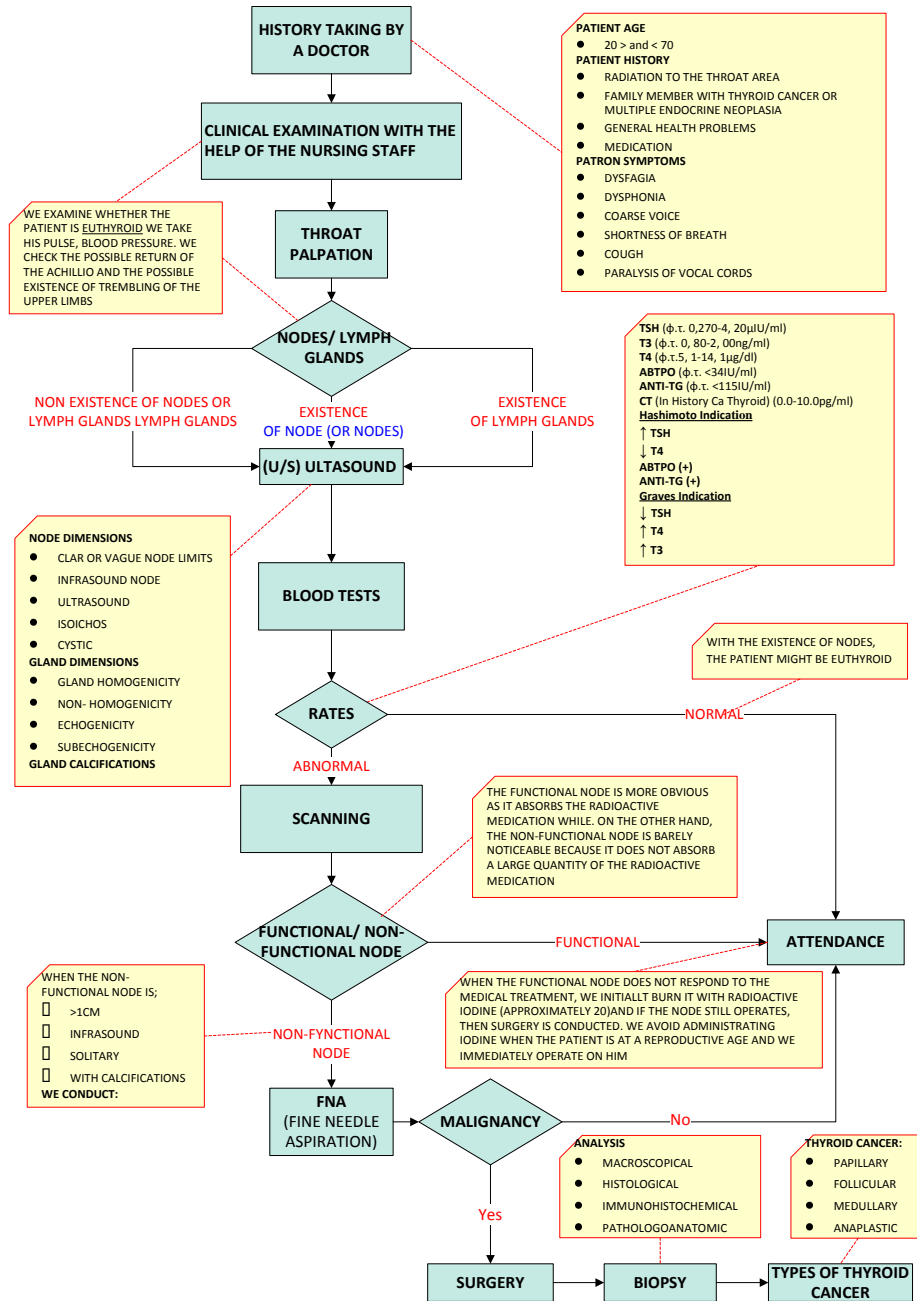 HISTORY TAKING BY
A DOCTOR
PATIENT AGE
● 20 > and < 70
PATIENT HISTORY
● RADIATION TO THE THROAT AREA
● FAMILY MEMBER WITH THYROID CANCER OR
MULTIPLE ENDOCRINE NEOPLASIA
● GENERAL HEALTH PROBLEMS
● MEDICATION
PATRON SYMPTOMS
● DYSFAGIA
● DYSPHONIA
● COARSE VOICE
● SHORTNESS OF BREATH
● COUGH
● PARALYSIS OF VOCAL CORDS
CLINICAL EXAMINATION WITH THE
HELP OF THE NURSING STAFF
WE EXAMINE WHETHER THE
PATIENT IS EUTHYROID WE TAKE
HIS PULSE, BLOOD PRESSURE. WE
CHECK THE POSSIBLE RETURN OF
THE ACHILLIO AND THE POSSIBLE
EXISTENCE OF TREMBLING OF THE
UPPER LIMBS
THROAT
PALPATION
NODES/ LYMPH
GLANDS
NON EXISTENCE OF NODES OR
LYMPH GLANDS LYMPH GLANDS
EXISTENCE
OF NODE (OR NODES)
EXISTENCE
OF LYMPH GLANDS
TSH (φ.τ. 0,270-4, 20μIU/ml)
T3 (φ.τ. 0, 80-2, 00ng/ml)
T4 (φ.τ.5, 1-14, 1μg/dl)
ABTPO (φ.τ. <34IU/ml)
ANTI-TG (φ.τ. <115IU/ml)
CT (In History Ca Thyroid) (0.0-10.0pg/ml)
Hashimoto Indication
↑ TSH
↓ T4
ABTPO (+)
ANTI-TG (+)
Graves Indication
↓ TSH
↑ T4
↑ T3
(U/S) ULTASOUND
NODE DIMENSIONS
● CLAR OR VAGUE NODE LIMITS
● INFRASOUND NODE
● ULTRASOUND
● ISOICHOS
● CYSTIC
GLAND DIMENSIONS
● GLAND HOMOGENICITY
● NON- HOMOGENICITY
● ECHOGENICITY
● SUBECHOGENICITY
GLAND CALCIFICATIONS
BLOOD TESTS
WITH THE EXISTENCE OF NODES,
THE PATIENT MIGHT BE EUTHYROID
RATES
NORMAL
ABNORMAL
SCANNING
THE FUNCTIONAL NODE IS MORE OBVIOUS
AS IT ABSORBS THE RADIOACTIVE
MEDICATION WHILE. ON THE OTHER HAND,
THE NON-FUNCTIONAL NODE IS BARELY
NOTICEABLE BECAUSE IT DOES NOT ABSORB
A LARGE QUANTITY OF THE RADIOACTIVE
MEDICATION
FUNCTIONAL/ NON-
FUNCTIONAL NODE
FUNCTIONAL
ATTENDANCE
WHEN THE NON-
FUNCTIONAL NODE IS;
▯ >1CM
▯ INFRASOUND
▯ SOLITARY
▯ WITH CALCIFICATIONS
WE CONDUCT:
NON-FYNCTIONAL
NODE
WHEN THE FUNCTIONAL NODE DOES NOT RESPOND TO THE
MEDICAL TREATMENT, WE INITIALLT BURN IT WITH RADIOACTIVE
IODINE (APPROXIMATELY 20)AND IF THE NODE STILL OPERATES,
THEN SURGERY IS CONDUCTED. WE AVOID ADMINISTRATING
IODINE WHEN THE PATIENT IS AT A REPRODUCTIVE AGE AND WE
IMMEDIATELY OPERATE ON HIM
FNA
(FINE NEEDLE
ASPIRATION)
MALIGNANCY
No
Yes
ANALYSIS
● MACROSCOPICAL
● HISTOLOGICAL
● IMMUNOHISTOCHEMICAL
● PATHOLOGOANATOMIC
THYROID CANCER:
● PAPILLARY
● FOLLICULAR
● MEDULLARY
● ANAPLASTIC
SURGERY
BIOPSY
TYPES OF THYROID
CANCER